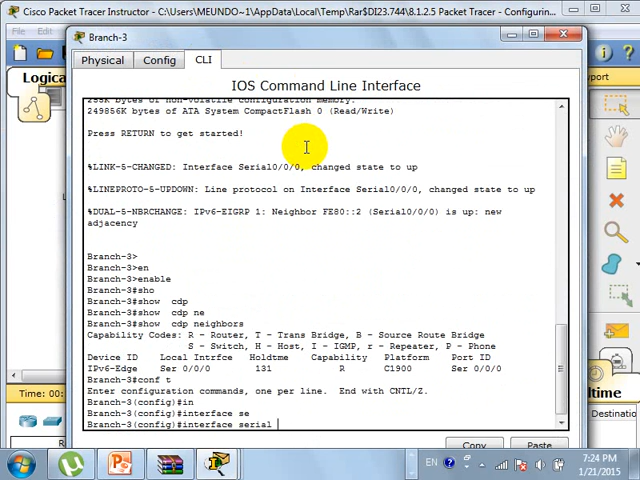 Cisco Packet Tracer Instructor - C:\Users\MEUNDO~1\AppData\Local\Temp\Rar$DI23.744\8.1.2.5 Packet Tracer - Configurin...
File
Branch-3
Logica
port
Physical
Config
CLI
IOS Command Line Interface
255K bytes of non-volatile configuration memory.
249856K bytes of ATA System CompactFlash 0 (Read/Write)
Press RETURN to get started!
%LINK-5-CHANGED: Interface Serial0/0/0, changed state to up
%LINEPROTO-5-UPDOWN: Line protocol on Interface Serial0/0/0, changed state to up
%DUAL-5-NBRCHANGE: IPv6-EIGRP 1: Neighbor FE80::2 (Serial0/0/0) is up: new
adjacency
Branch-3>
Branch-3>en
Branch-3>enable
Branch-3#sho
Branch-3#show  cdp
Branch-3#show  cdp ne
Branch-3#show  cdp neighbors
Capability Codes: R - Router, T - Trans Bridge, B - Source Route Bridge
S - Switch, H - Host, I - IGMP, r - Repeater, P - Phone
Device ID    Local Intrfce   Holdtme    Capability   Platform    Port ID
IPv6-Edge    Ser 0/0/0        131            R       C1900       Ser 0/0/0
Branch-3#conf t
Enter configuration commands, one per line.  End with CNTL/Z.
Branch-3(config)#in
Branch-3(config)#interface se
Branch-3(config)#interface serial
Time: 00:
Copy
Paste
Destinatio
EN
7:24 PM
1/21/2015